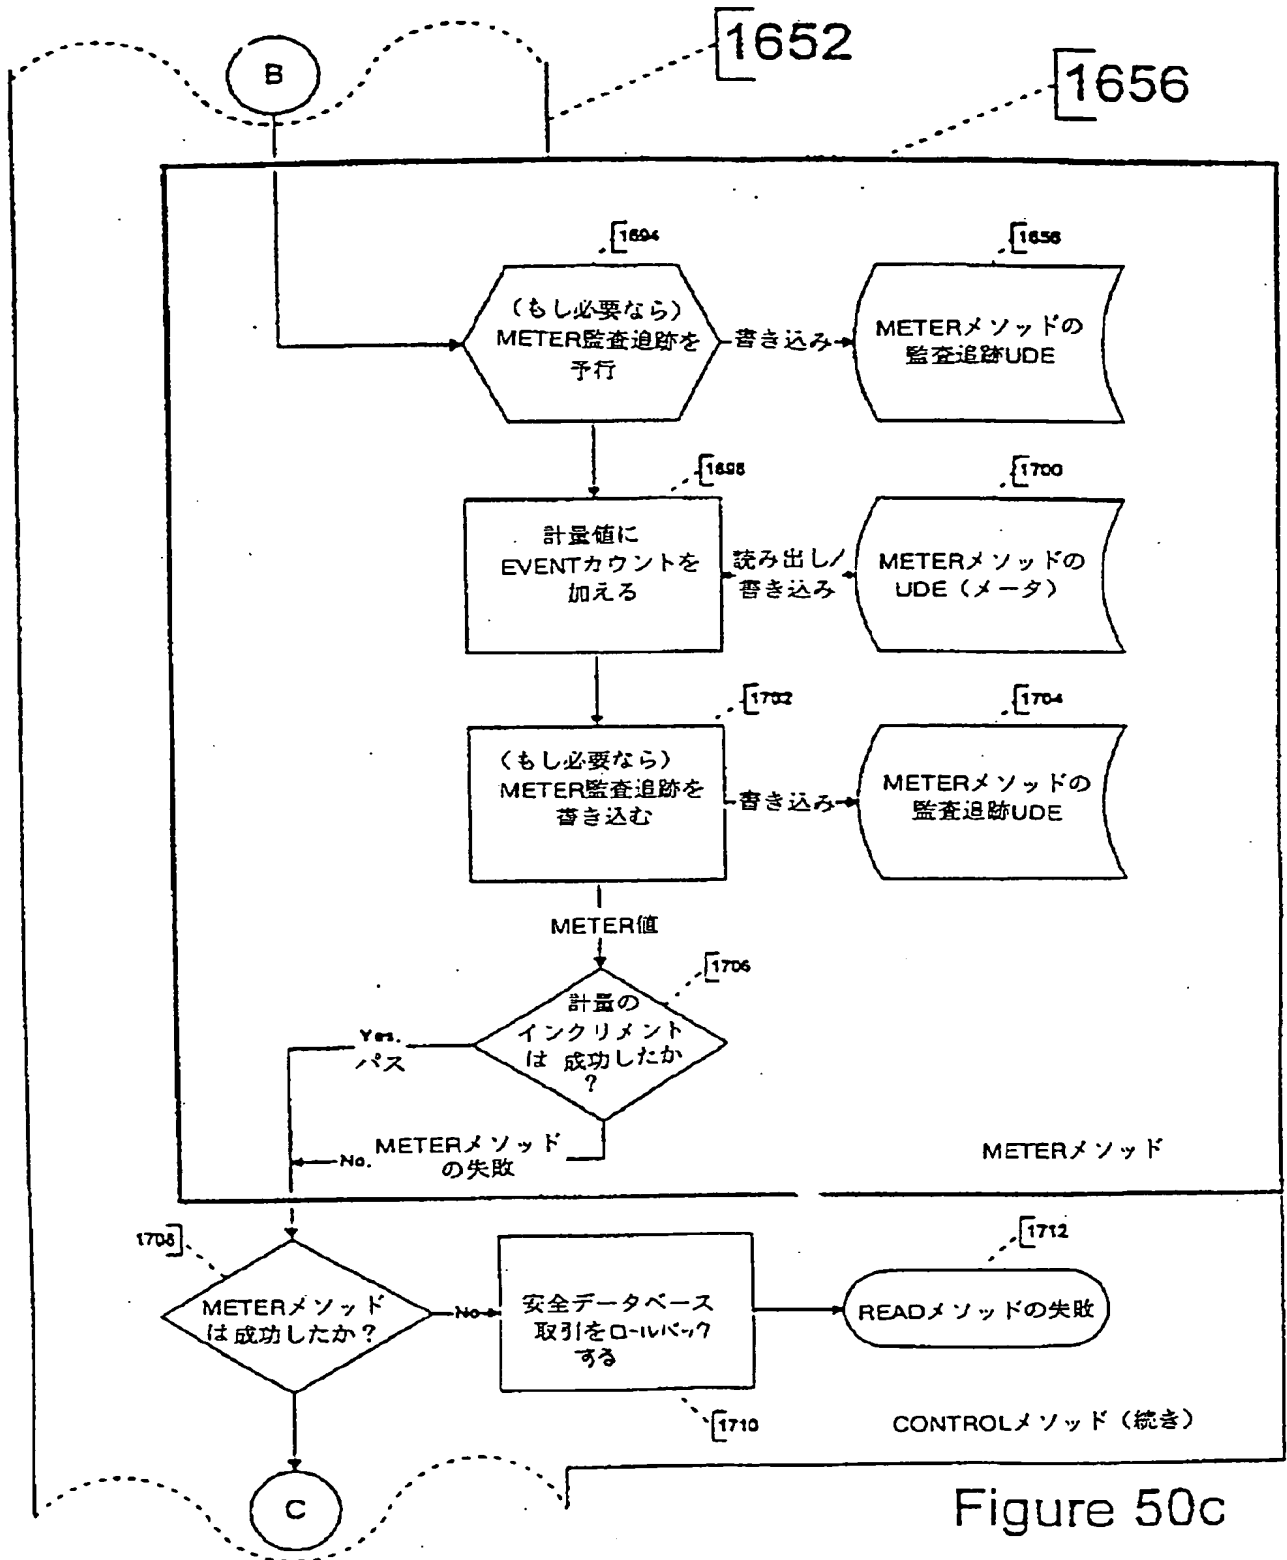 B
1652
1656
1694
(もし必要なら)
METER監査追跡を
予行
書き込み
1656
METERメソッドの
監査追跡UDE
1698
計量値に
EVENTカウントを
加える
読み出し/
書き込み
1700
METERメソッドの
UDE(メータ)
1702
(もし必要なら)
METER監査追跡を
書き込む
書き込み
1704
METERメソッドの
監査追跡UDE
METER値
1706
計量の
インクリメント
は 成功したか
?
Yes.
パス
No.
METERメソッド
の失敗
METERメソッド
1708
METERメソッド
は成功したか?
No
安全データベース
取引をロールバック
する
1710
1712
READメソッドの失敗
CONTROLメソッド(続き)
C
Figure 50c